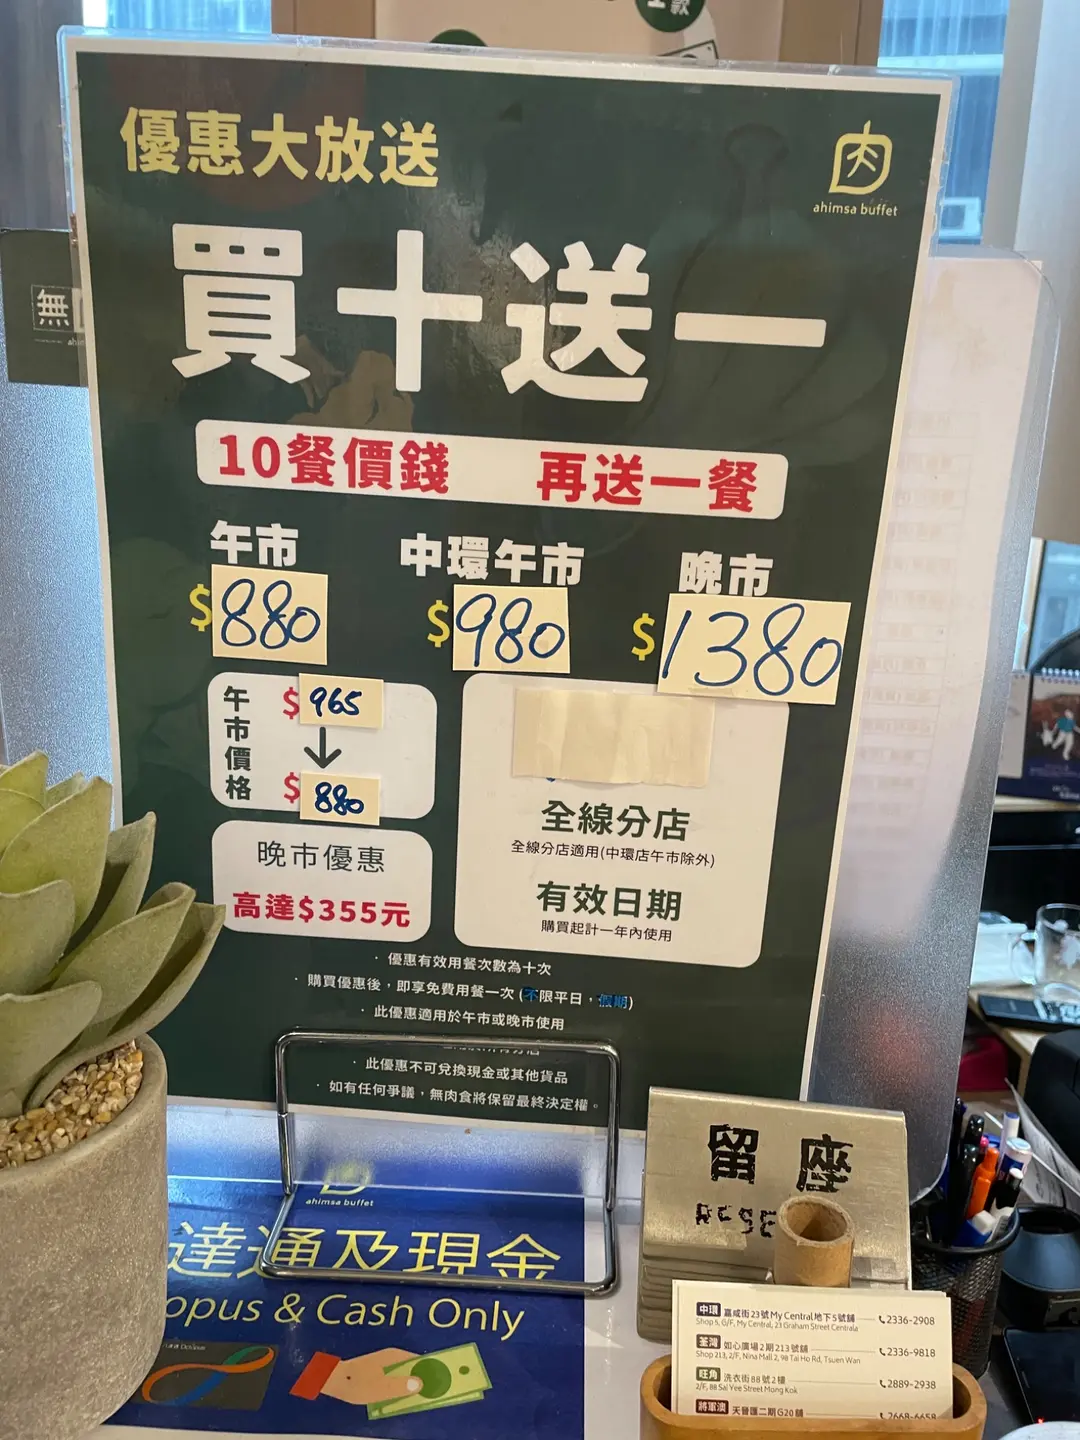 優惠大放送
肉
ahimsa buffet
買十送一
10餐價錢 再送一餐
午市
$880
中環午市
$980
晚市
$1380
午市價格
$965
↓
$880
晚市優惠
高達$355元
全線分店
全線分店適用(中環店午市除外)
有效日期
購買起計一年內使用
· 優惠有效用餐次數為十次
· 購買優惠後，即享免費用餐一次 (不限平日，假期)
· 此優惠適用於午市或晚市使用
· 此優惠不可兌換現金或其他貨品
· 如有任何爭議，無肉食將保留最終決定權。
無
ahimsa buffet
達通及現金
opus & Cash Only
留座
RESE
中環 嘉咸街23號My Central地下5號舖 2336-2908
Shop 5, G/F, My Central, 23 Graham Street Centrala
荃灣 如心廣場2期213號舖 2336-9818
Shop 213, 2/F, Nina Mall 2, 98 Tai Ho Rd, Tsuen Wan
旺角 洗衣街88號2樓 2889-2938
2/F, 88 Sai Yee Street Mong Kok
將軍澳 天晉匯二期G20舖 2668-6658